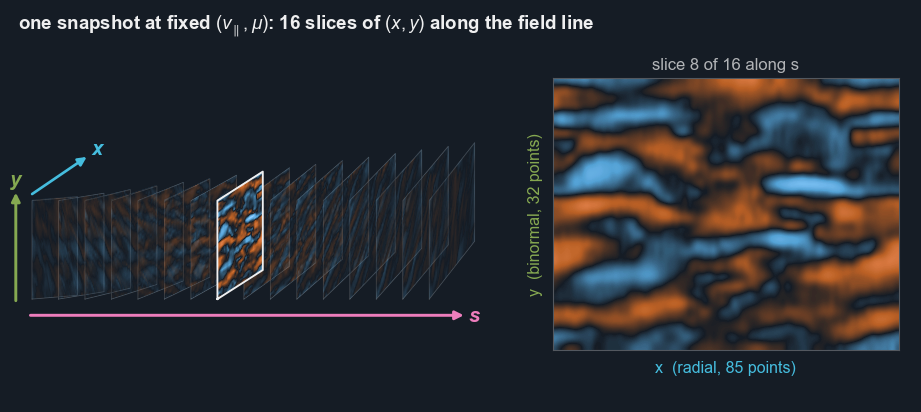 one snapshot at fixed (v∥, μ): 16 slices of (x, y) along the field line
slice 8 of 16 along s
x
y
s
y (binormal, 32 points)
x (radial, 85 points)